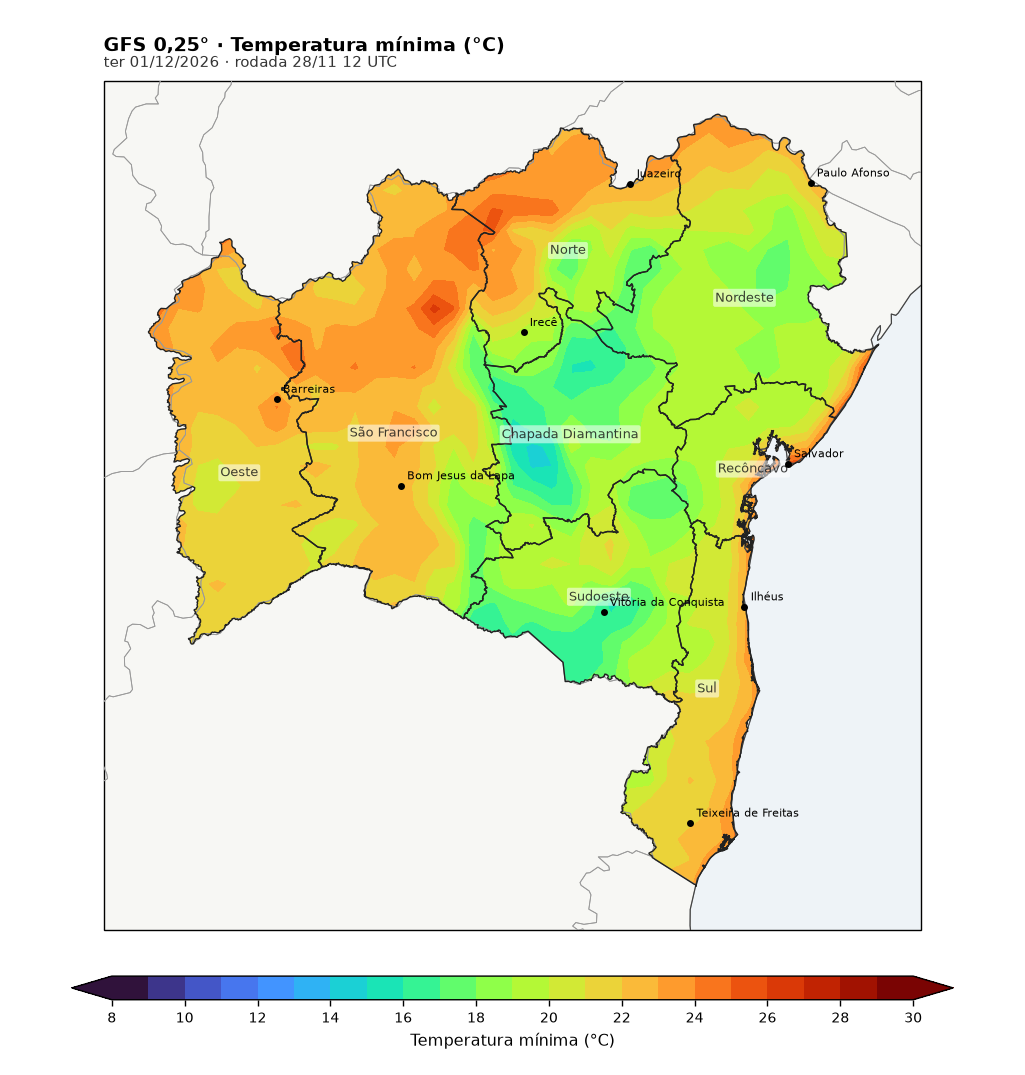 GFS 0,25° · Temperatura mínima (°C)
ter 01/12/2026 · rodada 28/11 12 UTC
Juazeiro
Paulo Afonso
Norte
Nordeste
Irecê
Barreiras
São Francisco
Chapada Diamantina
Salvador
Recôncavo
Oeste
Bom Jesus da Lapa
Sudoeste
Vitória da Conquista
Ilhéus
Sul
Teixeira de Freitas
8 10 12 14 16 18 20 22 24 26 28 30
Temperatura mínima (°C)